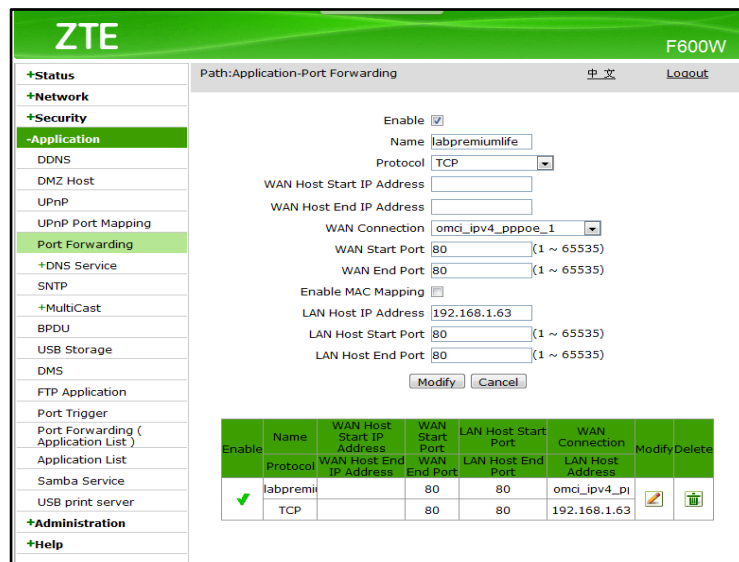 ZTE
F600W
+Status
Path:Application-Port Forwarding
中文
Logout
+Network
+Security
-Application
DDNS
DMZ Host
UPnP
UPnP Port Mapping
Port Forwarding
+DNS Service
SNTP
+MultiCast
BPDU
USB Storage
DMS
FTP Application
Port Trigger
Port Forwarding (
Application List )
Application List
Samba Service
USB print server
+Administration
+Help
Enable
Name labpremiumlife
Protocol TCP
WAN Host Start IP Address
WAN Host End IP Address
WAN Connection omci_ipv4_pppoe_1
WAN Start Port 80 (1 ~ 65535)
WAN End Port 80 (1 ~ 65535)
Enable MAC Mapping
LAN Host IP Address 192.168.1.63
LAN Host Start Port 80 (1 ~ 65535)
LAN Host End Port 80 (1 ~ 65535)
Modify Cancel
Enable
Name
WAN Host
Start IP
Address
WAN
Start
Port
LAN Host Start
Port
WAN
Connection
Modify
Delete
Protocol
WAN Host End
IP Address
WAN
End Port
LAN Host End
Port
LAN Host
Address
labpremi 80 80 omci_ipv4_p
TCP 80 80 192.168.1.63